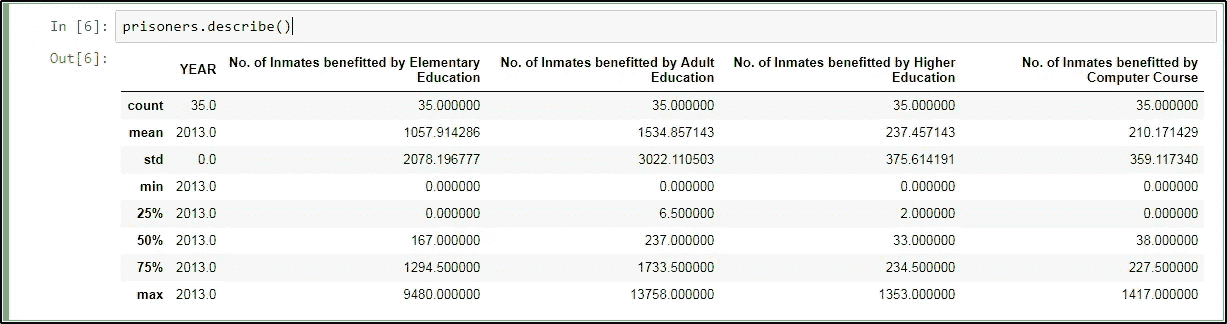 In [6]: prisoners.describe()
Out[6]:
YEAR No. of Inmates benefitted by Elementary Education No. of Inmates benefitted by Adult Education No. of Inmates benefitted by Higher Education No. of Inmates benefitted by Computer Course
count 35.0 35.000000 35.000000 35.000000 35.000000
mean 2013.0 1057.914286 1534.857143 237.457143 210.171429
std 0.0 2078.196777 3022.110503 375.614191 359.117340
min 2013.0 0.000000 0.000000 0.000000 0.000000
25% 2013.0 0.000000 6.500000 2.000000 0.000000
50% 2013.0 167.000000 237.000000 33.000000 38.000000
75% 2013.0 1294.500000 1733.500000 234.500000 227.500000
max 2013.0 9480.000000 13758.000000 1353.000000 1417.000000